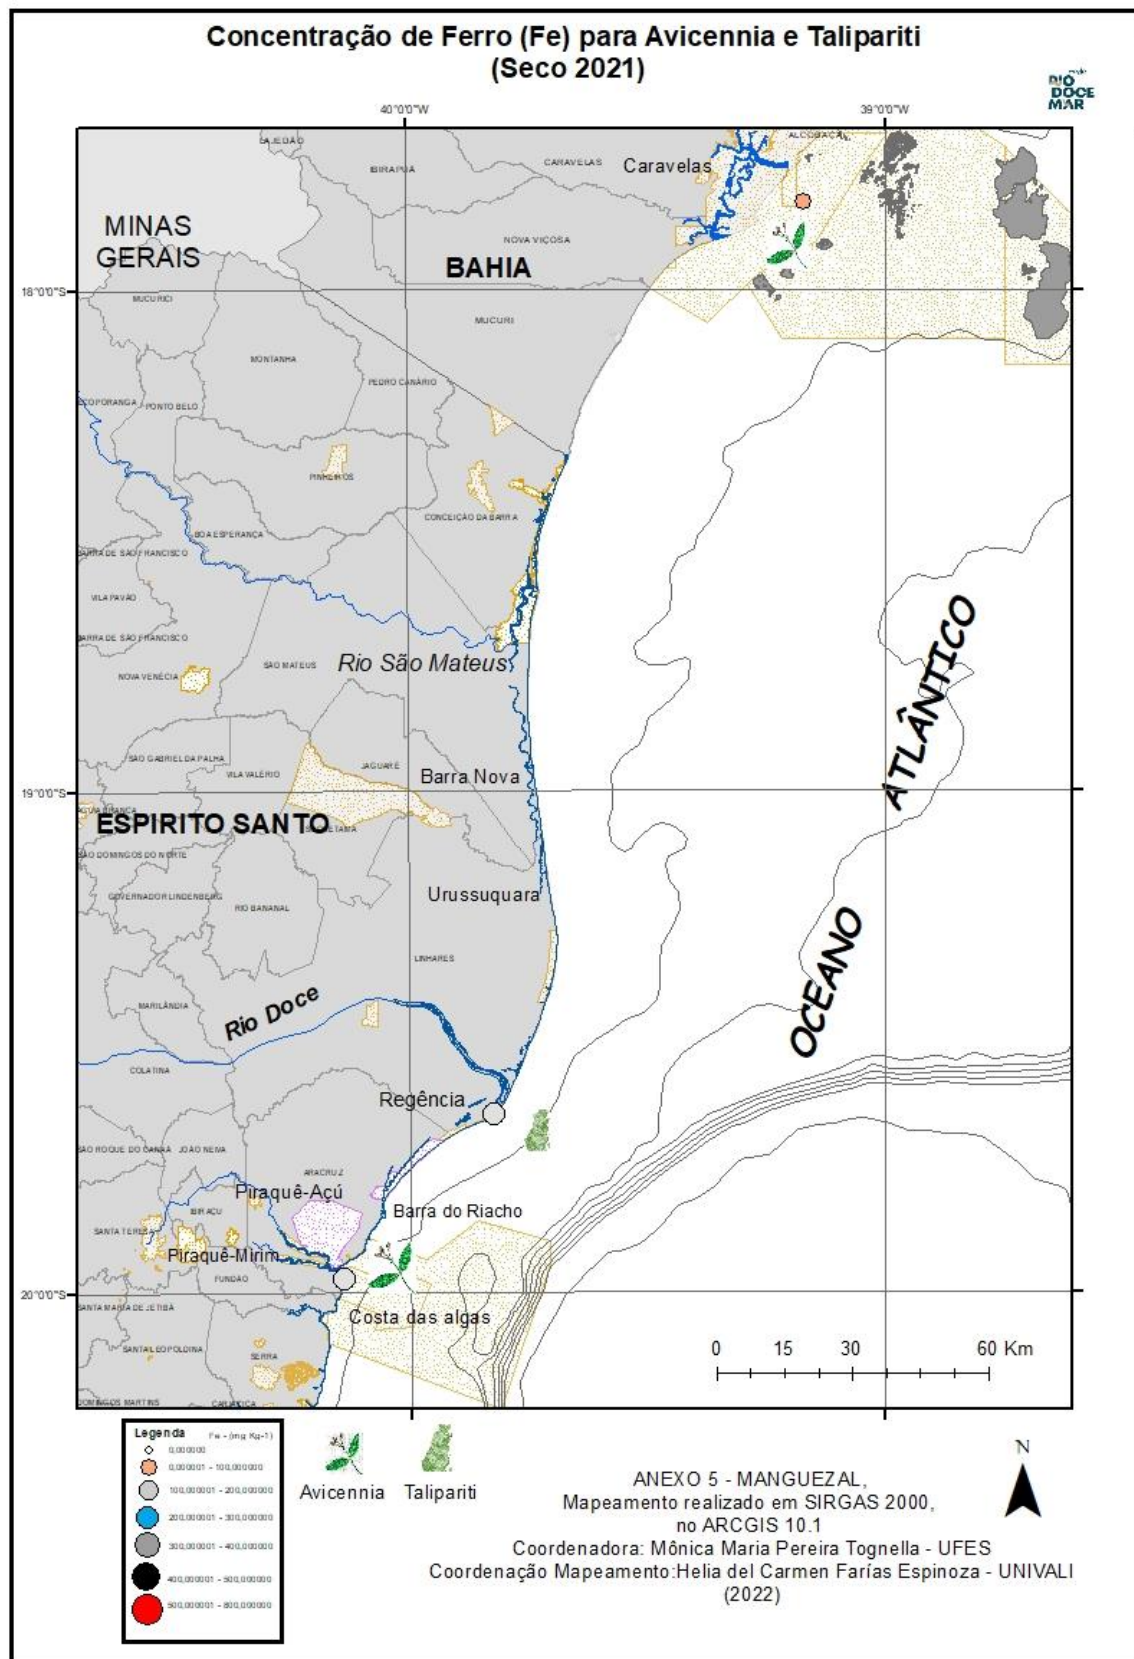 Concentração de Ferro (Fe) para Avicennia e Talipariti
(Seco 2021)
RIO
DOCE
MAR
40°0'0"W
39°0'0"W
LAJEDÃO
IBIRAPUÃ
CARAVELAS
Caravelas
ALCOBAÇA
MINAS
GERAIS
NOVA VIÇOSA
BAHIA
18°0'0"S
MUCURICI
MUCURI
MONTANHA
PEDRO CANÁRIO
ECOPORANGA
PONTO BELO
PINHEIROS
CONCEIÇÃO DA BARRA
BOA ESPERANÇA
BARRA DE SÃO FRANCISCO
VILA PAVÃO
BARRA DE SÃO FRANCISCO
SÃO MATEUS
Rio São Mateus
NOVA VENÉCIA
ATLÂNTICO
SÃO GABRIEL DA PALHA
VILA VALÉRIO
JAGUARÉ
Barra Nova
19°0'0"S
ESPIRITO SANTO
SÃO DOMINGOS DO NORTE
GOVERNADOR LINDENBERG
RIO BANANAL
Urussuquara
OCEANO
LINHARES
MARILÂNDIA
Rio Doce
COLATINA
Regência
SÃO ROQUE DO CANAÃ
JOÃO NEIVA
ARACRUZ
Piraquê-Açú
IBIRAÇU
Barra do Riacho
SANTA TERESA
Piraquê-Mirim
FUNDÃO
20°0'0"S
SANTA MARIA DE JETIBÁ
Costa das algas
SANTA LEOPOLDINA
SERRA
0 15 30 60 Km
DOMINGOS MARTINS
CARIACICA
Legenda Fe - (mg Kg-1)
0,000000
0,000001 - 100,000000
100,000001 - 200,000000
200,000001 - 300,000000
300,000001 - 400,000000
400,000001 - 500,000000
500,000001 - 800,000000
Avicennia
Talipariti
N
ANEXO 5 - MANGUEZAL,
Mapeamento realizado em SIRGAS 2000,
no ARCGIS 10.1
Coordenadora: Mônica Maria Pereira Tognella - UFES
Coordenação Mapeamento:Helia del Carmen Farías Espinoza - UNIVALI
(2022)